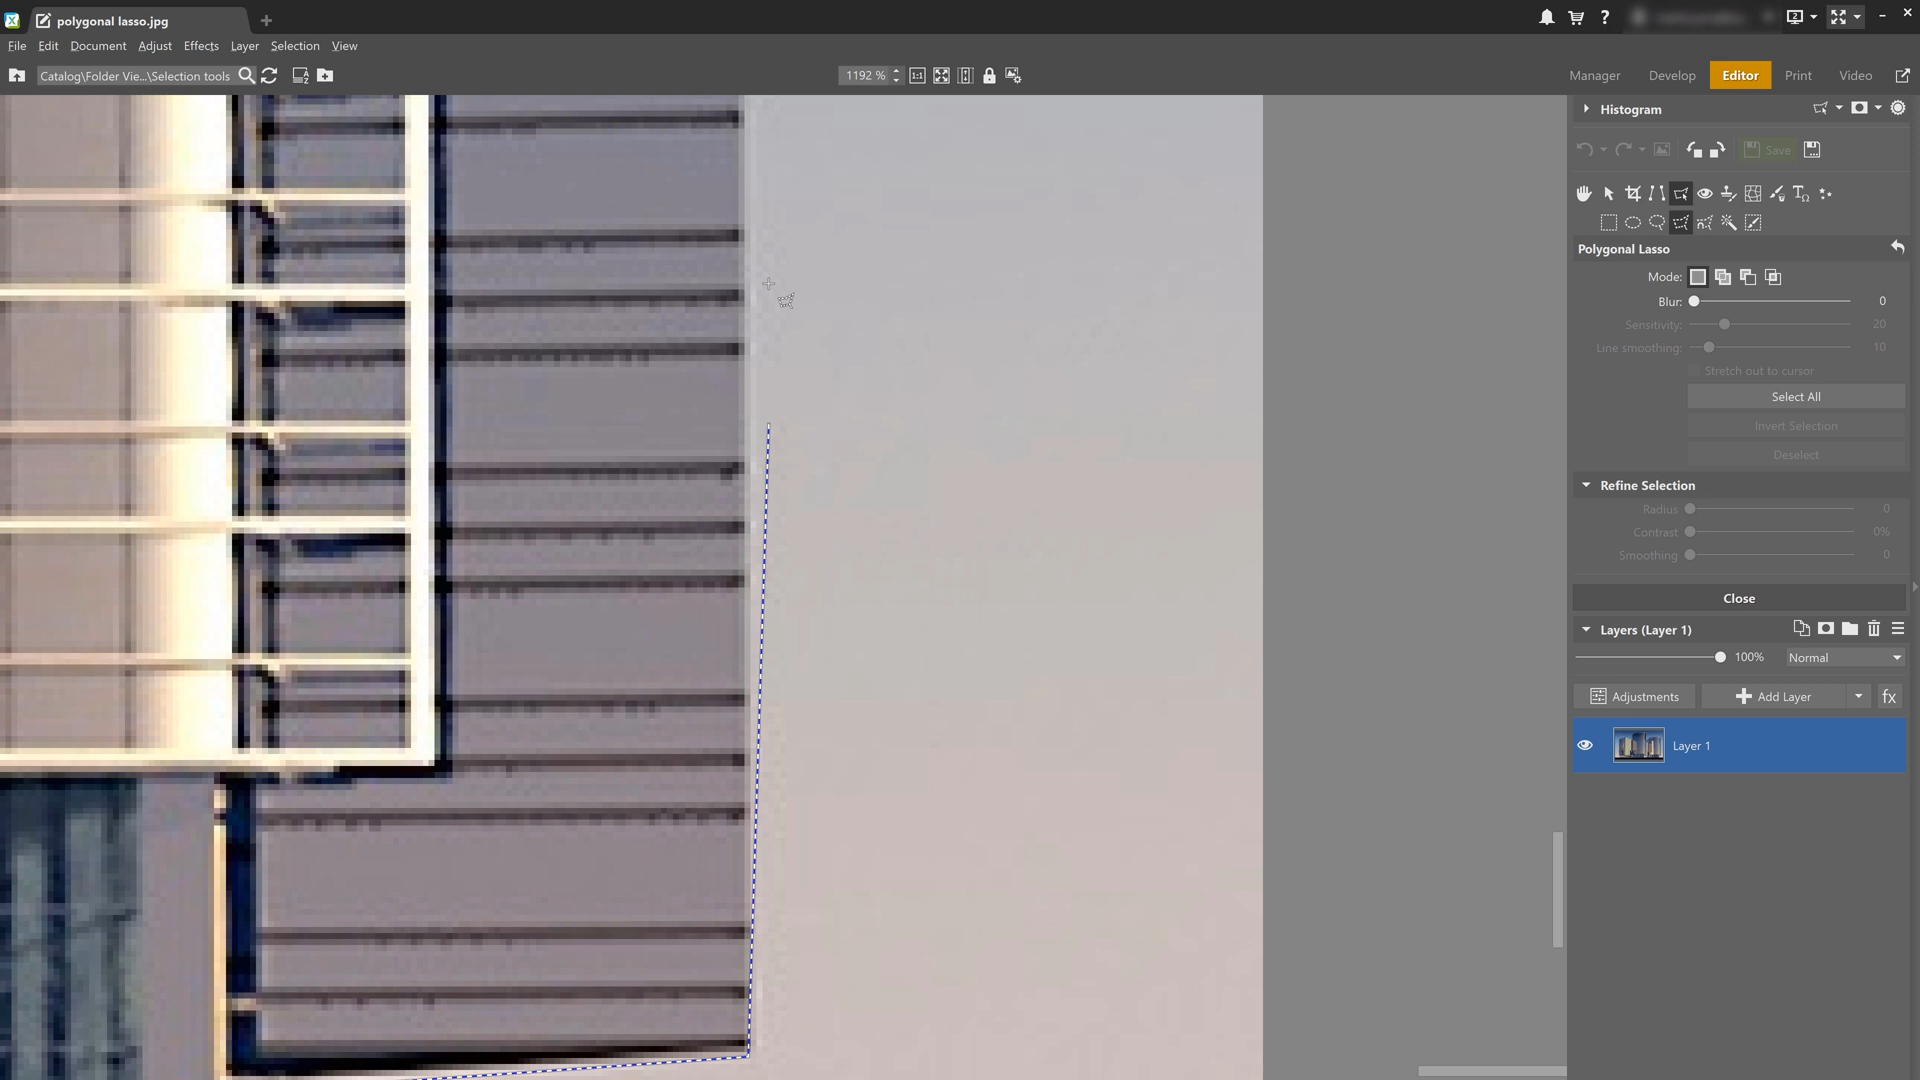 polygonal lasso.jpg
2
File Edit Document Adjust Effects Layer Selection View
Catalog\Folder Vie...\Selection tools
1192 %
1:1
Manager Develop Editor Print Video
Histogram
Save
Polygonal Lasso
Mode:
Blur: 0
Sensitivity: 20
Line smoothing: 10
Stretch out to cursor
Select All
Invert Selection
Deselect
Refine Selection
Radius 0
Contrast 0%
Smoothing 0
Close
Layers (Layer 1)
100% Normal
Adjustments Add Layer fx
Layer 1